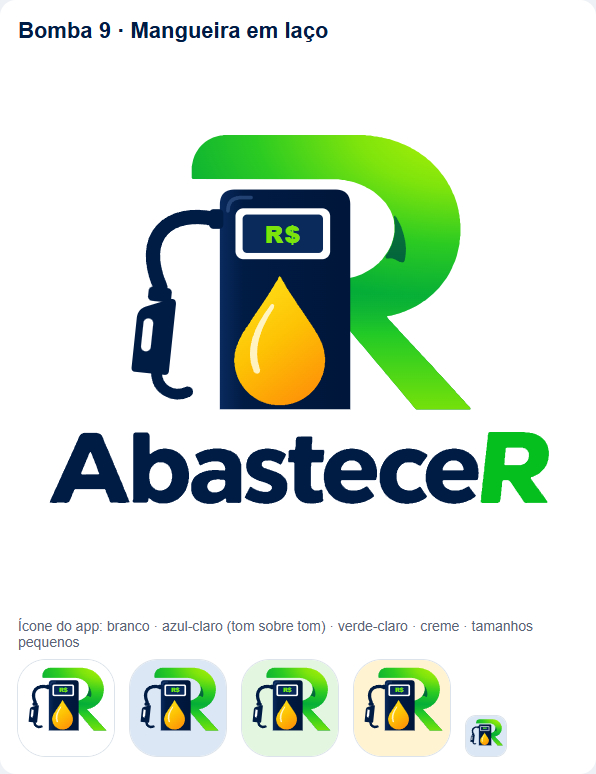 Bomba 9 · Mangueira em laço
R$
AbasteceR
Ícone do app: branco · azul-claro (tom sobre tom) · verde-claro · creme · tamanhos
pequenos
R$
R$
R$
R$
R$